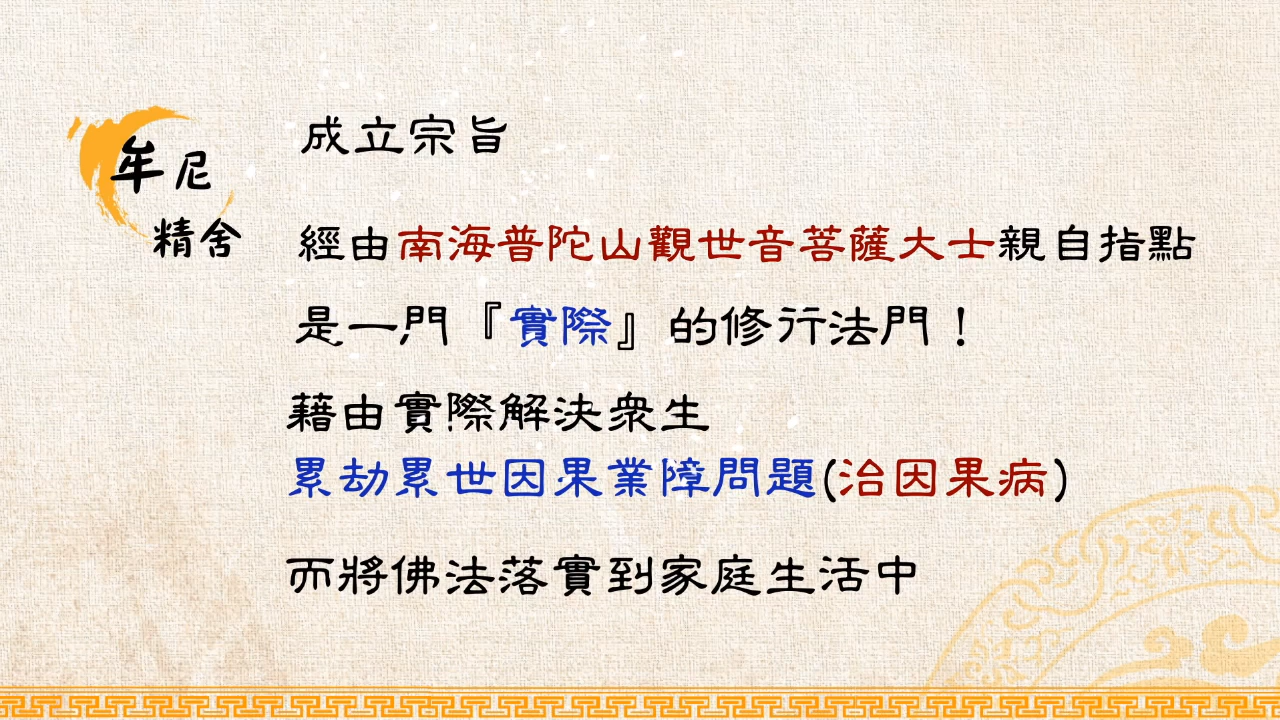 牟尼
精舍
成立宗旨
經由南海普陀山觀世音菩薩大士親自指點
是一門『實際』的修行法門！
藉由實際解決衆生
累劫累世因果業障問題(治因果病)
而將佛法落實到家庭生活中